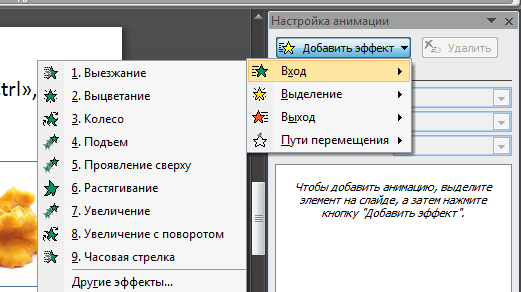 Настройка анимации
Добавить эффект
Удалить
trl»,
Вход
Выделение
Выход
Пути перемещения
1. Выезжание
2. Выцветание
3. Колесо
4. Подъем
5. Проявление сверху
6. Растягивание
7. Увеличение
8. Увеличение с поворотом
9. Часовая стрелка
Другие эффекты...
Чтобы добавить анимацию, выделите
элемент на слайде, а затем нажмите
кнопку "Добавить эффект".